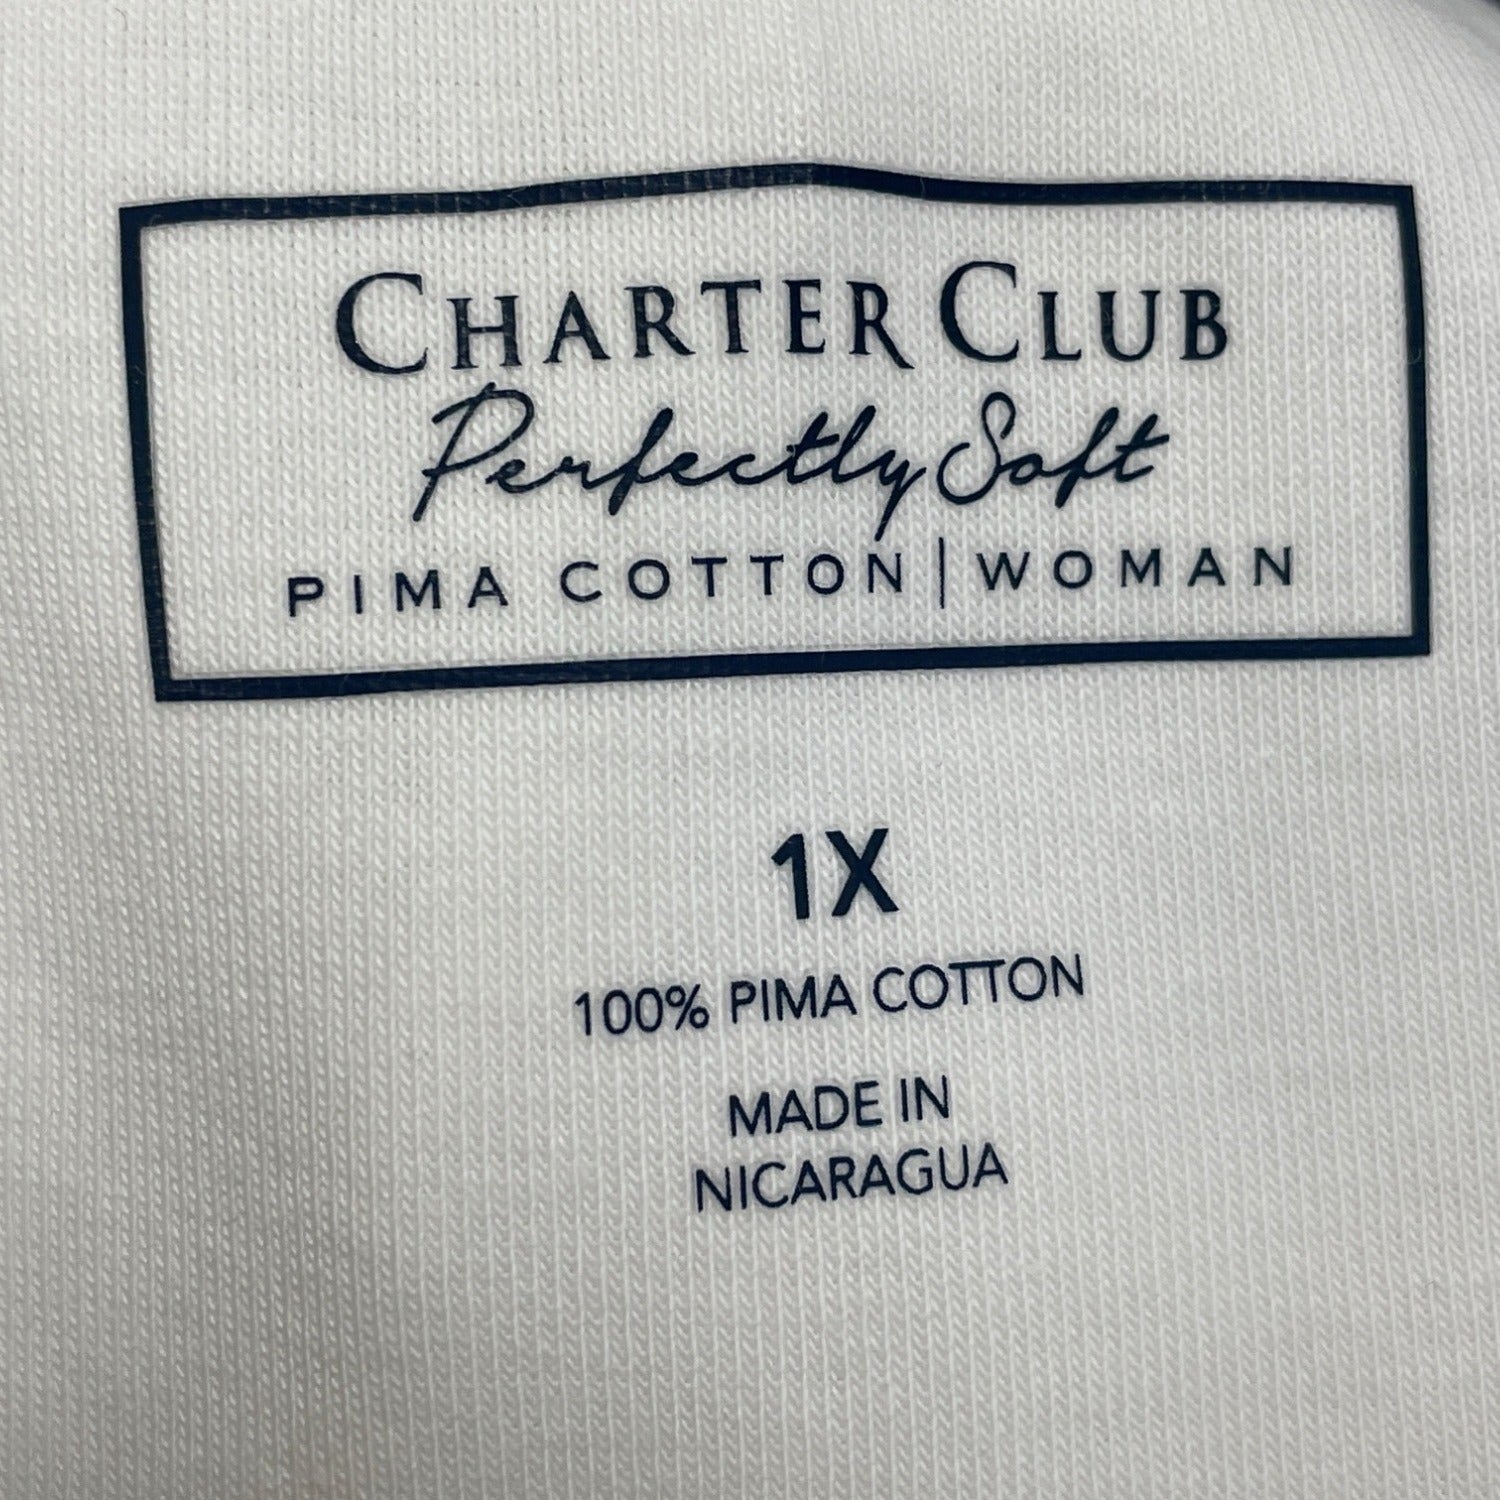 CHARTER CLUB
Perfectly Soft
PIMA COTTON | WOMAN
1X
100% PIMA COTTON
MADE IN
NICARAGUA